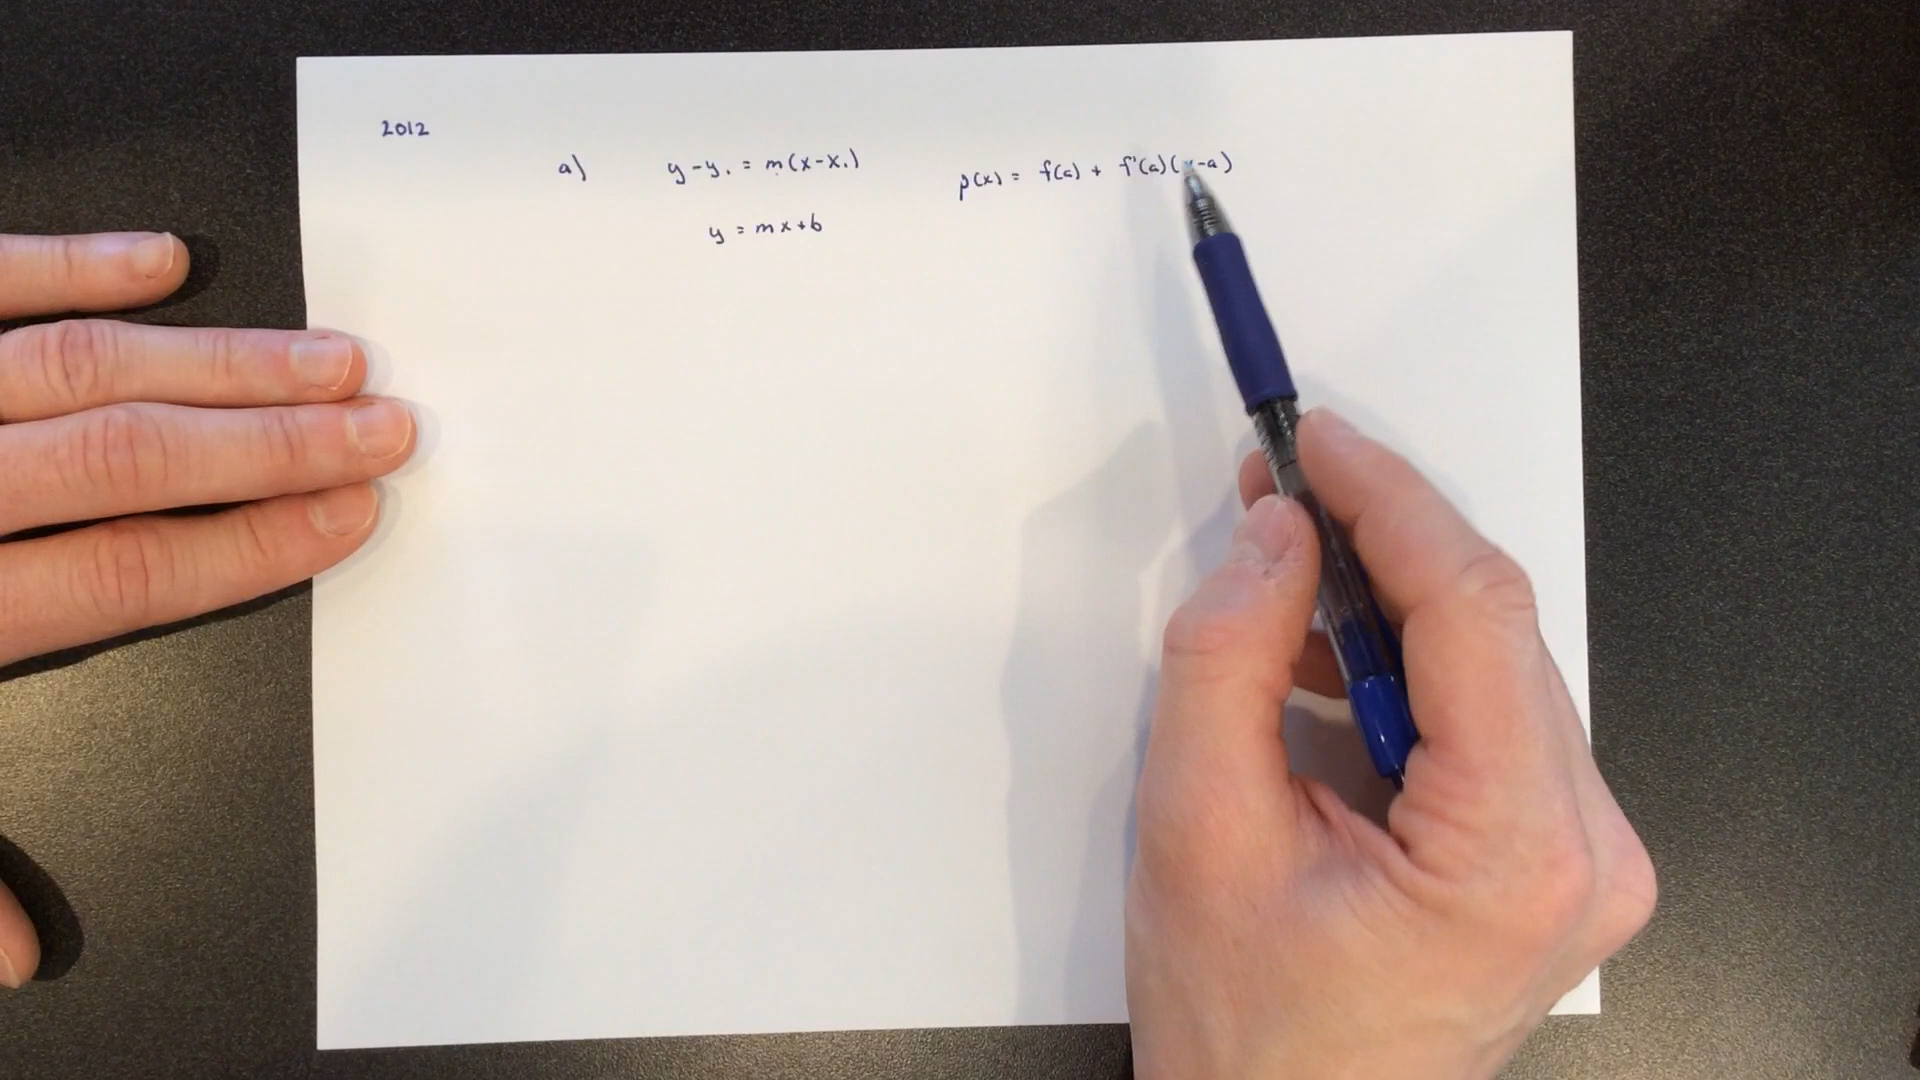 2012
a) y-y₁ = m(x-x₁) p(x) = f(a) + f'(a)(x-a)
y = mx+b